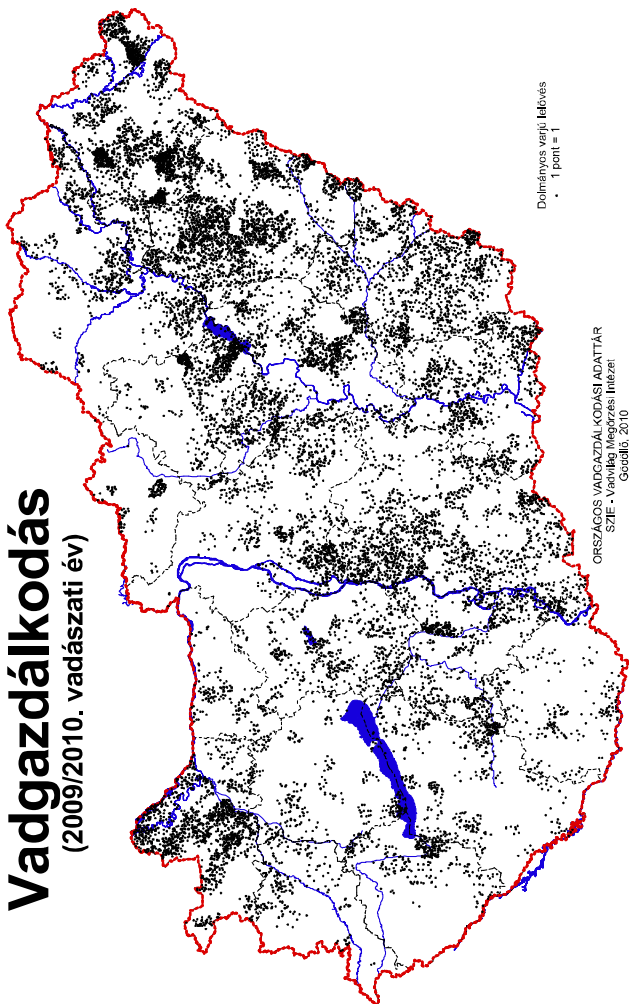 Vadgazdálkodás
(2009/2010. vadászati év)
Dolmányos varjú lelövés
• 1 pont = 1
ORSZÁGOS VADGAZDÁLKODÁSI ADATTÁR
SZIE - Vadvilág Megőrzési Intézet
Gödöllő, 2010